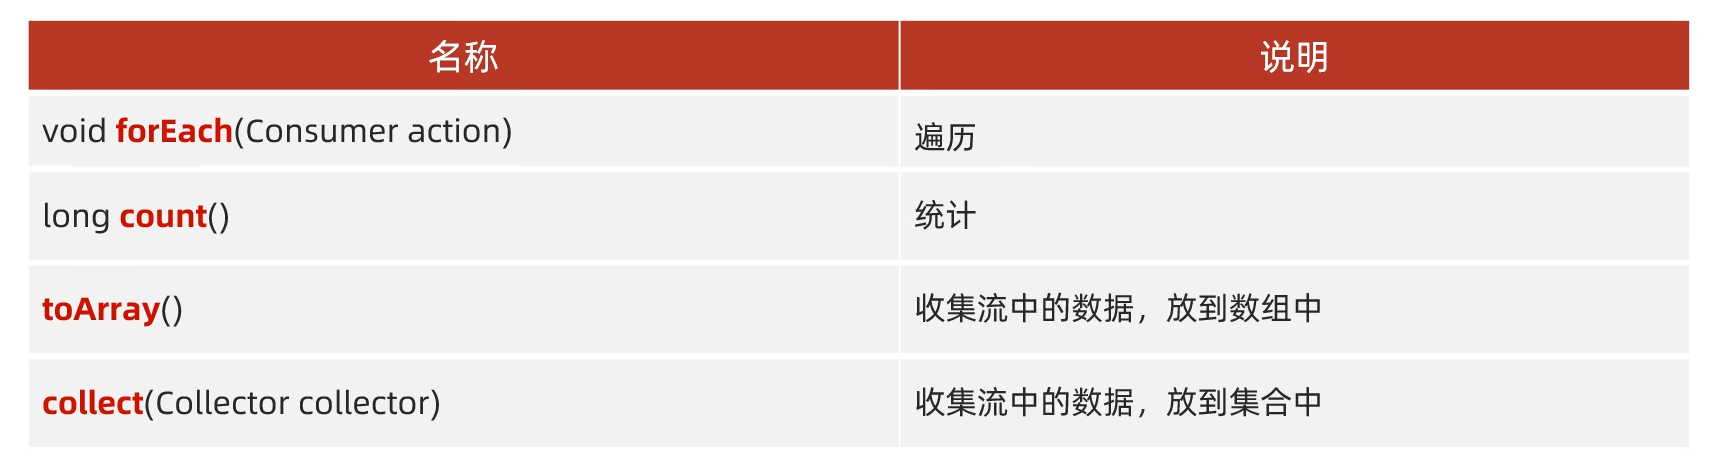 名称 说明
void forEach(Consumer action) 遍历
long count() 统计
toArray() 收集流中的数据，放到数组中
collect(Collector collector) 收集流中的数据，放到集合中